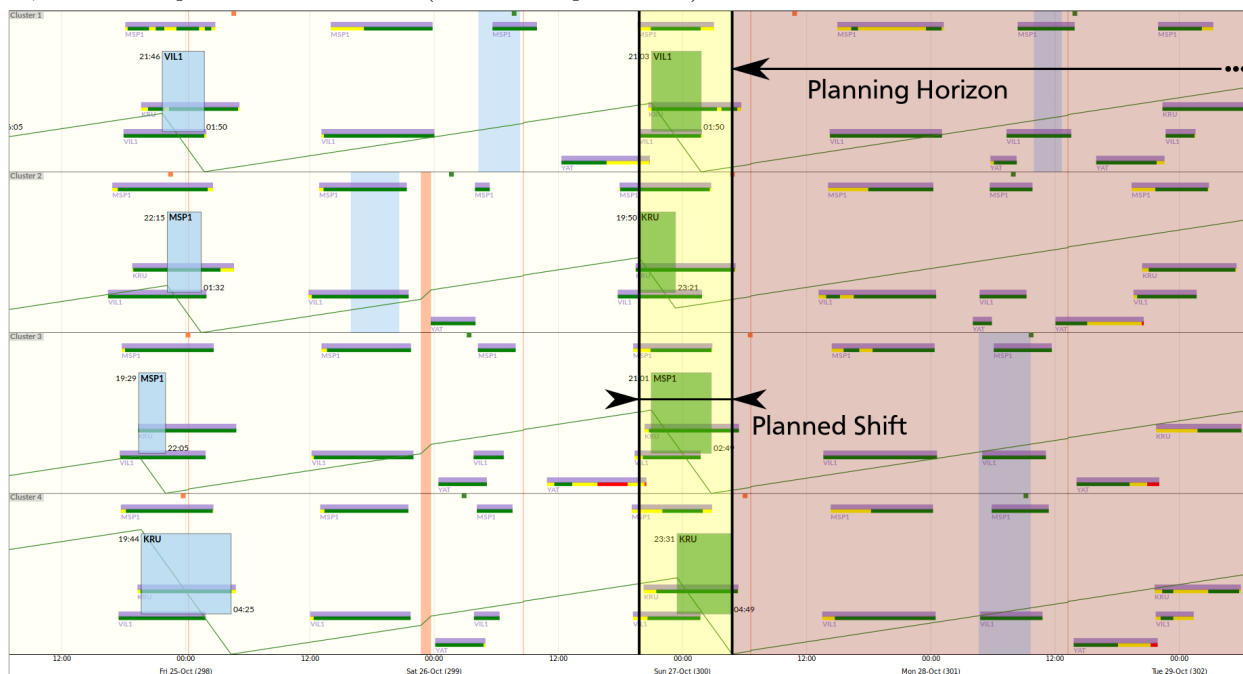 Cluster 1
MSP1
MSP1
MSP1
MSP1
MSP1
MSP1
MSP1
21:46 VIL1
21:03 VIL1
Planning Horizon
KRU
KRU
KRU
01:50
01:50
VIL1
VIL1
VIL1
VIL1
VIL1
VIL1
YAT
YAT
YAT
Cluster 2
MSP1
MSP1
MSP1
MSP1
MSP1
MSP1
MSP1
22:15 MSP1
19:50 KRU
KRU
KRU
KRU
01:32
23:21
VIL1
VIL1
VIL1
VIL1
VIL1
VIL1
YAT
YAT
YAT
Cluster 3
MSP1
MSP1
MSP1
MSP1
MSP1
MSP1
19:29 MSP1
21:01 MSP1
Planned Shift
KRU
KRU
KRU
22:05
02:49
VIL1
VIL1
VIL1
VIL1
VIL1
VIL1
YAT
YAT
YAT
Cluster 4
MSP1
MSP1
MSP1
MSP1
MSP1
MSP1
19:44 KRU
23:31 KRU
KRU
KRU
KRU
04:25
04:49
VIL1
VIL1
VIL1
VIL1
VIL1
VIL1
VIL1
YAT
YAT
12:00 00:00 12:00 00:00 12:00 00:00 12:00 00:00 12:00 00:00
Fri 25-Oct (298) Sat 26-Oct (299) Sun 27-Oct (300) Mon 28-Oct (301) Tue 29-Oct (302)